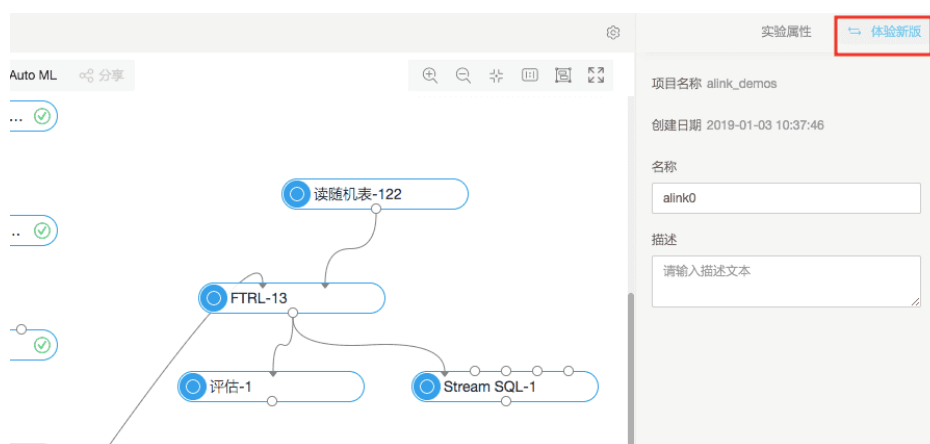 实验属性
体验新版
Auto ML
分享
项目名称 alink_demos
...
创建日期 2019-01-03 10:37:46
名称
读随机表-122
alink0
..
描述
请输入描述文本
FTRL-13
评估-1
Stream SQL-1